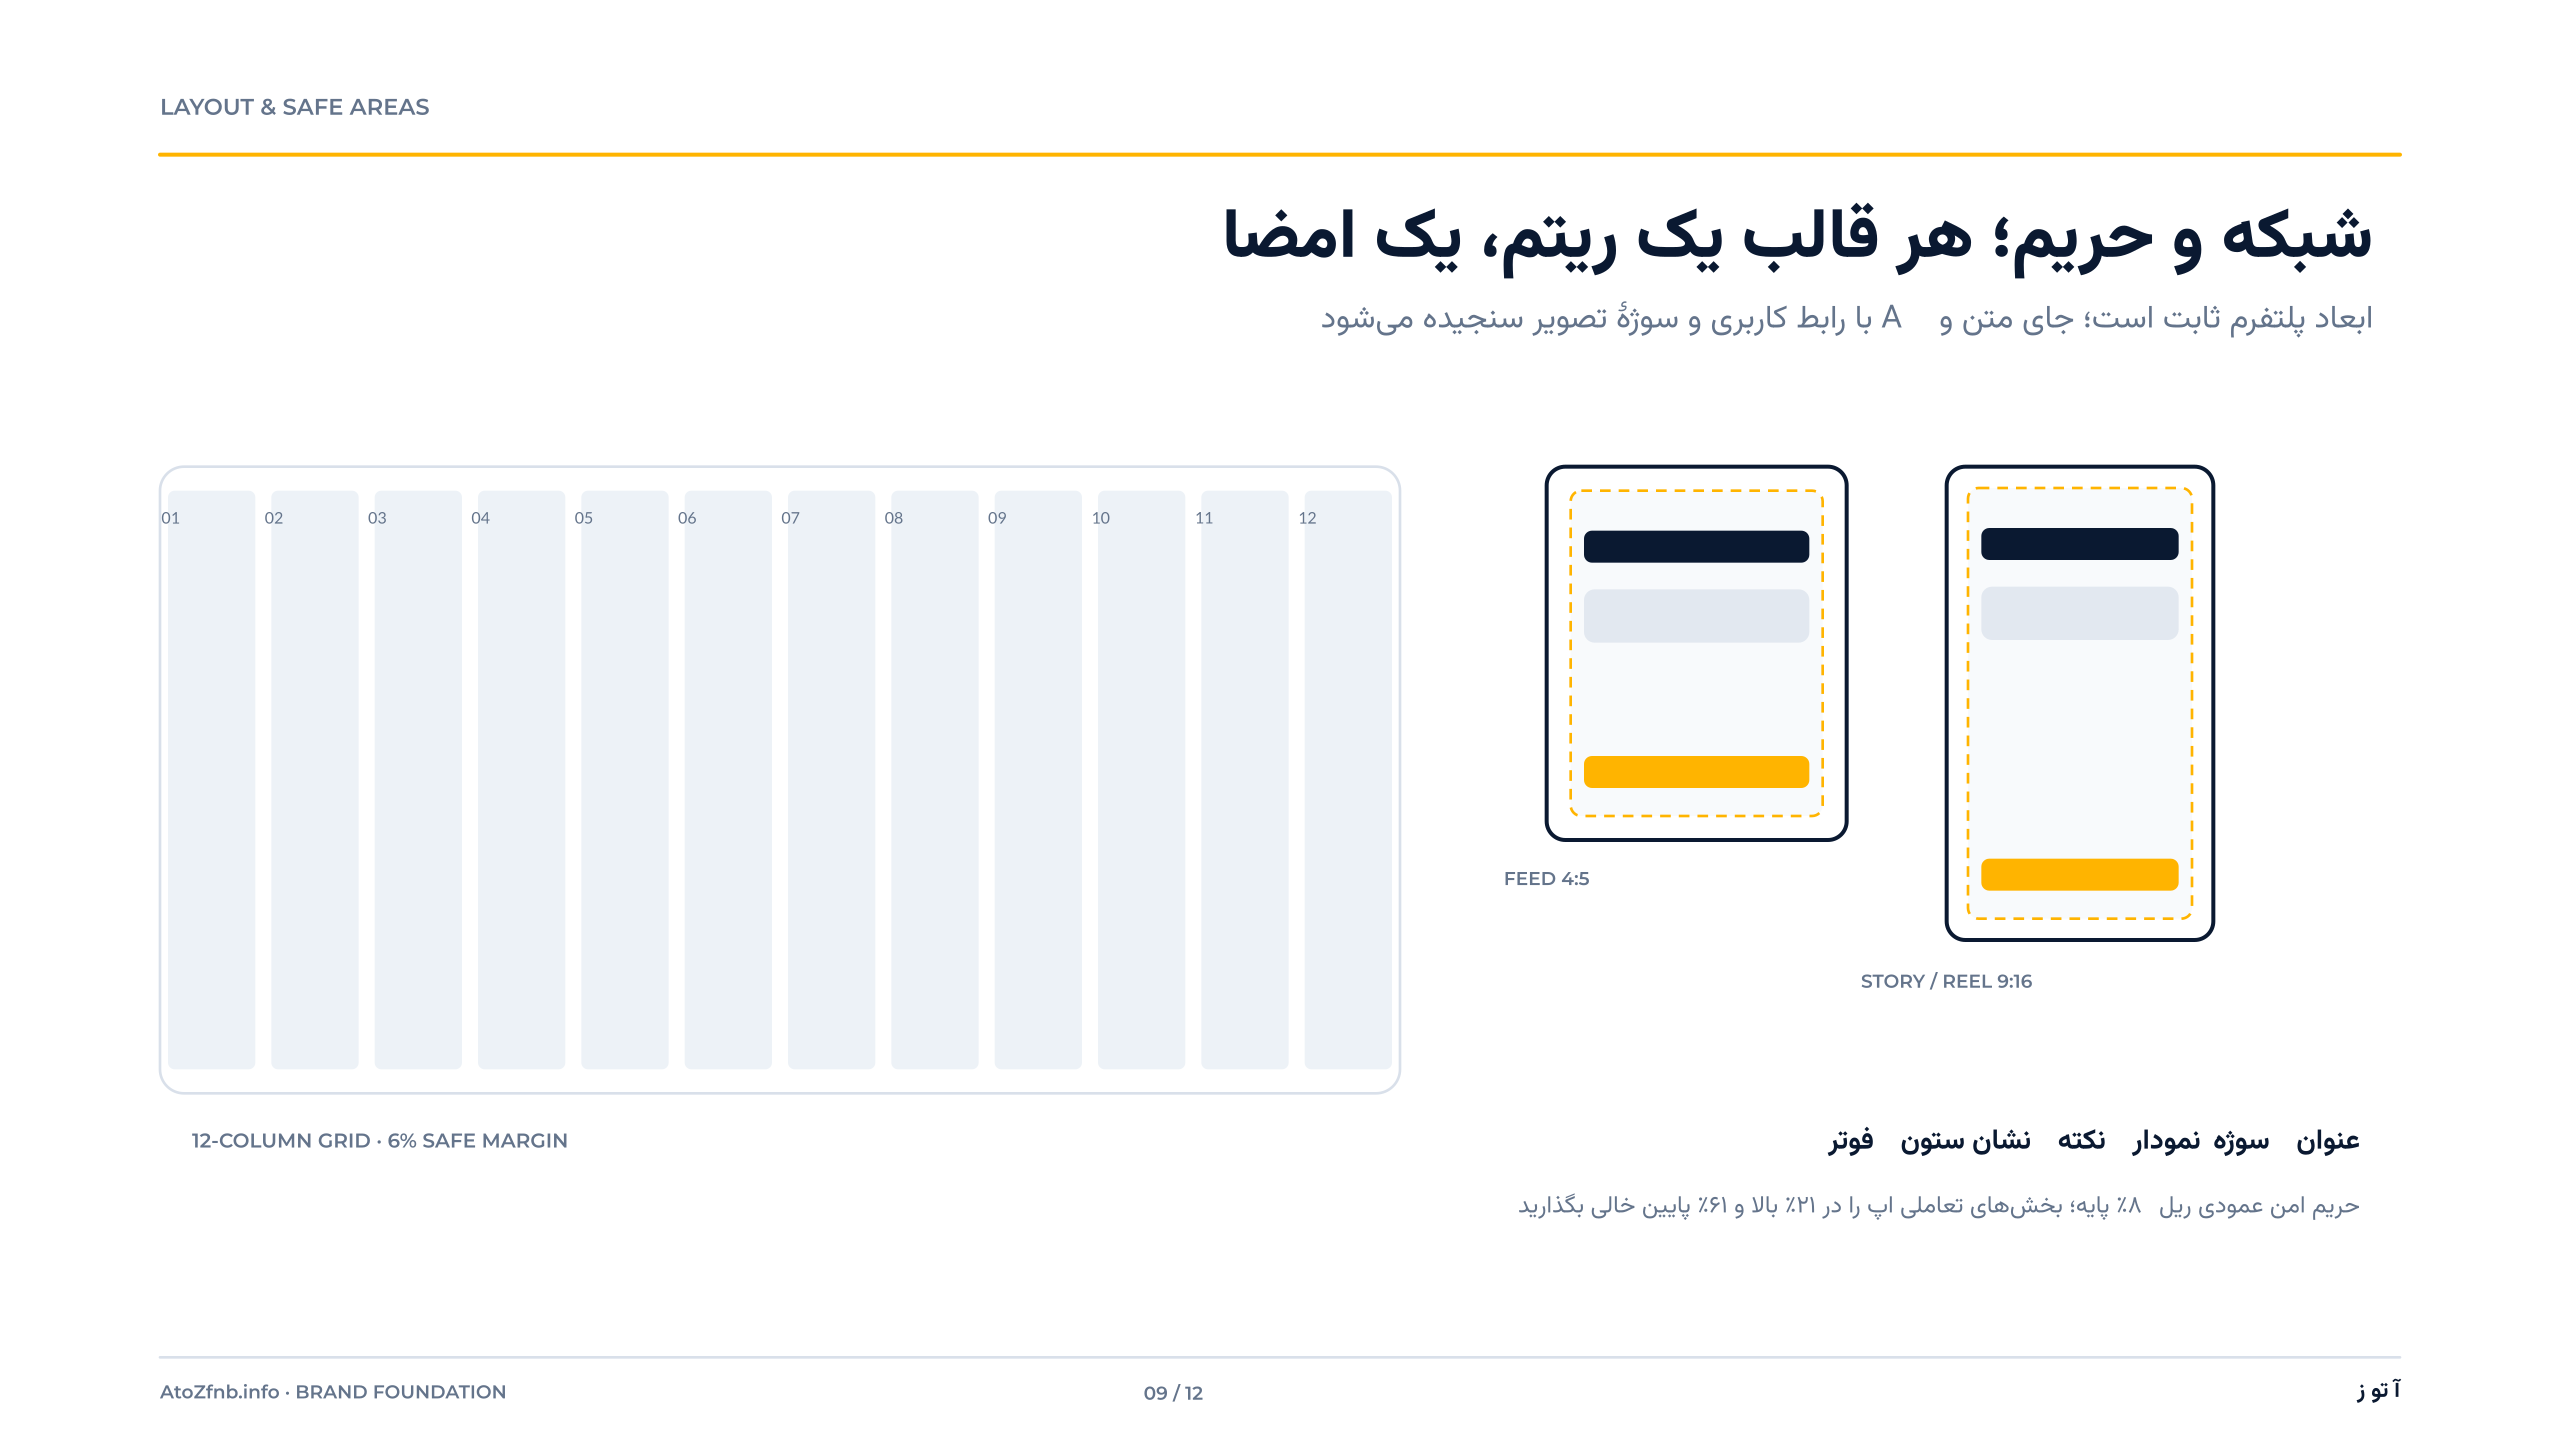 LAYOUT & SAFE AREAS
شبکه و حریم؛ هر قالب یک ریتم، یک امضا
ابعاد پلتفرم ثابت است؛ جای متن و A با رابط کاربری و سوژهٔ تصویر سنجیده می‌شود
01 02 03 04 05 06 07 08 09 10 11 12
FEED 4:5
STORY / REEL 9:16
12-COLUMN GRID · 6% SAFE MARGIN
عنوان سوژه نمودار نکته نشان ستون فوتر
حریم امن عمودی ریل ۸٪ پایه؛ بخش‌های تعاملی اپ را در ۲۱٪ بالا و ۶۱٪ پایین خالی بگذارید
AtoZfnb.info · BRAND FOUNDATION
09 / 12
آ تو ز